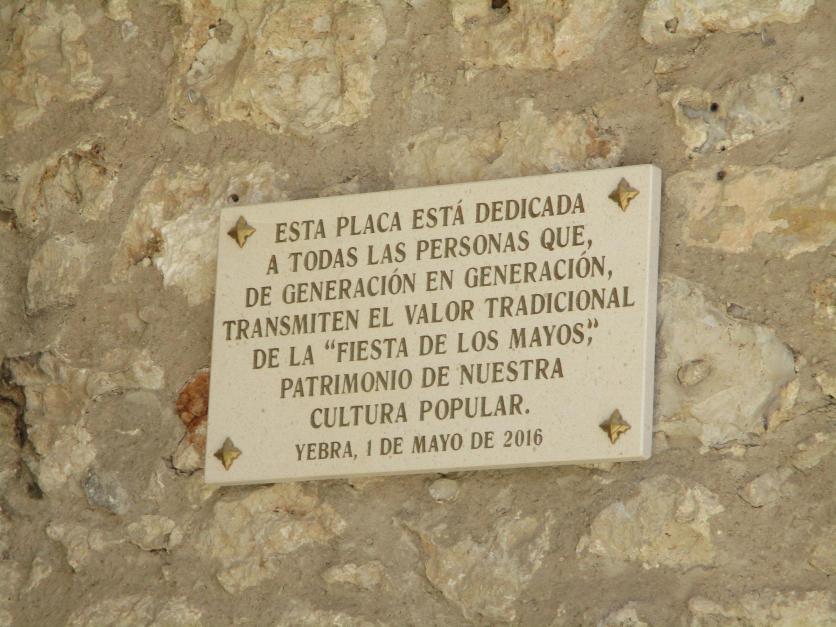 ESTA PLACA ESTÁ DEDICADA
A TODAS LAS PERSONAS QUE,
DE GENERACIÓN EN GENERACIÓN,
TRANSMITEN EL VALOR TRADICIONAL
DE LA “FIESTA DE LOS MAYOS”,
PATRIMONIO DE NUESTRA
CULTURA POPULAR.
YEBRA, 1 DE MAYO DE 2016